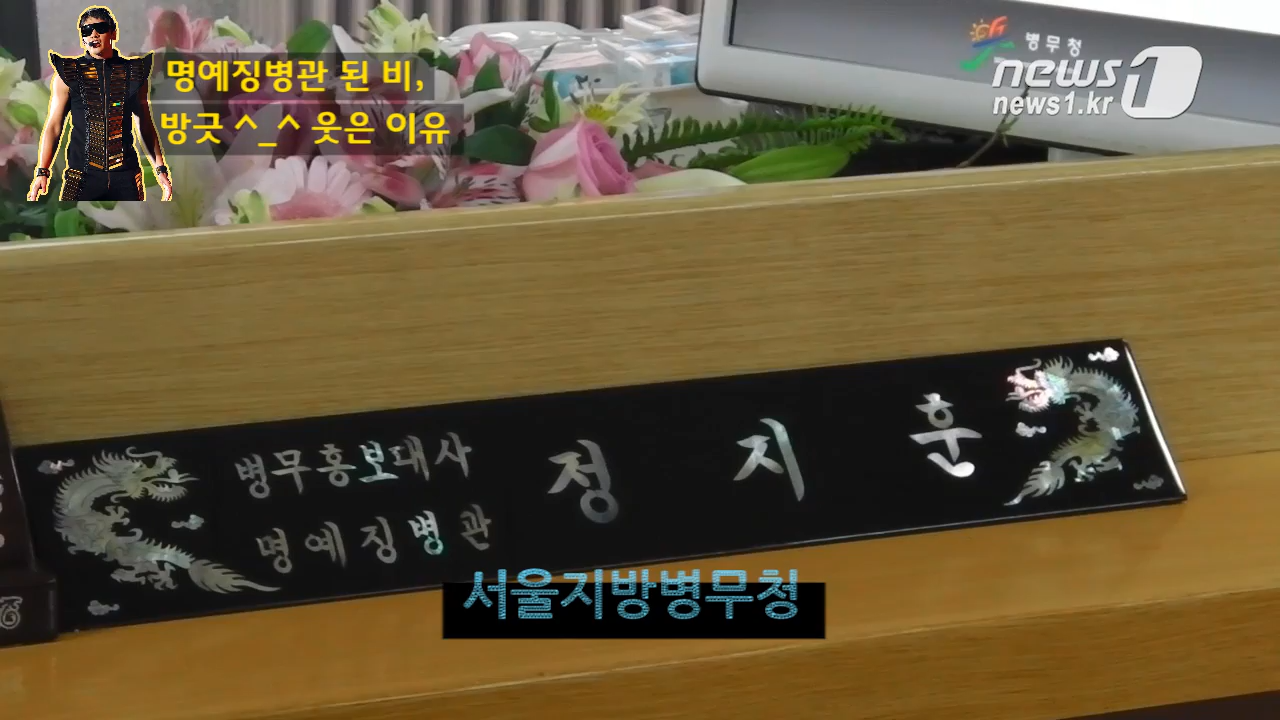 명예징병관 된 비,
방긋 ^_^ 웃은 이유
병무청
news1
news1.kr
병무홍보대사
명예징병관
정지훈
서울지방병무청